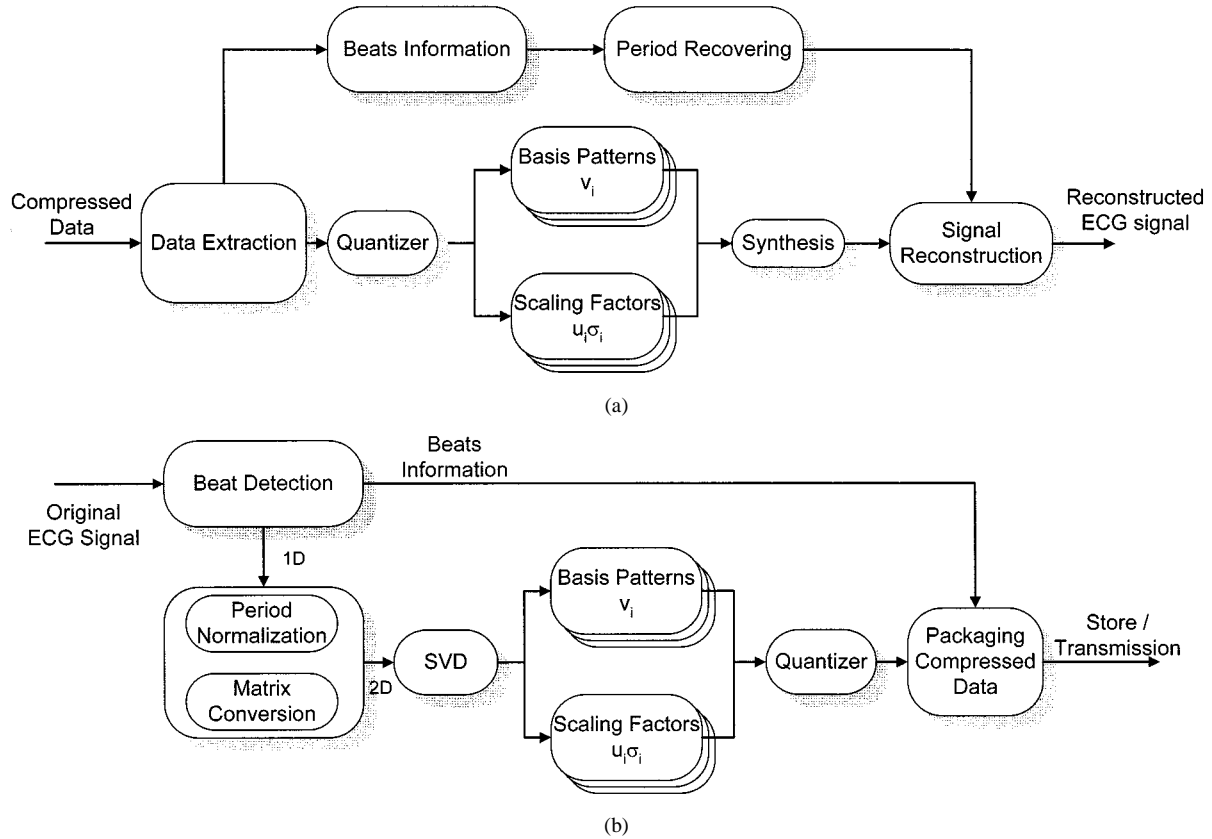 Beats Information
Period Recovering
Basis Patterns
vi
Compressed
Data
Data Extraction
Quantizer
Synthesis
Signal
Reconstruction
Reconstructed
ECG signal
Scaling Factors
uiσi
(a)
Original
ECG Signal
Beat Detection
Beats
Information
1D
Period
Normalization
Matrix
Conversion
2D
SVD
Basis Patterns
vi
Scaling Factors
uiσi
Quantizer
Packaging
Compressed
Data
Store /
Transmission
(b)